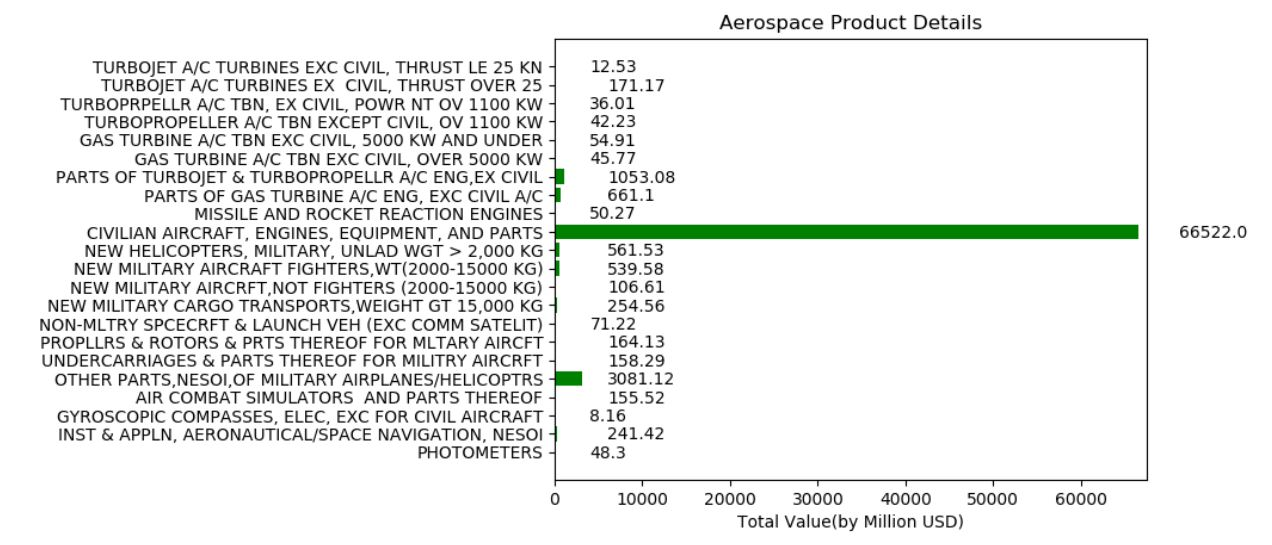 Aerospace Product Details
TURBOJET A/C TURBINES EXC CIVIL, THRUST LE 25 KN 12.53
TURBOJET A/C TURBINES EX  CIVIL, THRUST OVER 25 171.17
TURBOPRPELLR A/C TBN, EX CIVIL, POWR NT OV 1100 KW 36.01
TURBOPROPELLER A/C TBN EXCEPT CIVIL, OV 1100 KW 42.23
GAS TURBINE A/C TBN EXC CIVIL, 5000 KW AND UNDER 54.91
GAS TURBINE A/C TBN EXC CIVIL, OVER 5000 KW 45.77
PARTS OF TURBOJET & TURBOPROPELLR A/C ENG,EX CIVIL 1053.08
PARTS OF GAS TURBINE A/C ENG, EXC CIVIL A/C 661.1
MISSILE AND ROCKET REACTION ENGINES 50.27
CIVILIAN AIRCRAFT, ENGINES, EQUIPMENT, AND PARTS 66522.0
NEW HELICOPTERS, MILITARY, UNLAD WGT > 2,000 KG 561.53
NEW MILITARY AIRCRAFT FIGHTERS,WT(2000-15000 KG) 539.58
NEW MILITARY AIRCRFT,NOT FIGHTERS (2000-15000 KG) 106.61
NEW MILITARY CARGO TRANSPORTS,WEIGHT GT 15,000 KG 254.56
NON-MLTRY SPCECRFT & LAUNCH VEH (EXC COMM SATELIT) 71.22
PROPLLRS & ROTORS & PRTS THEREOF FOR MLTARY AIRCFT 164.13
UNDERCARRIAGES & PARTS THEREOF FOR MILITRY AIRCRFT 158.29
OTHER PARTS,NESOI,OF MILITARY AIRPLANES/HELICOPTRS 3081.12
AIR COMBAT SIMULATORS  AND PARTS THEREOF 155.52
GYROSCOPIC COMPASSES, ELEC, EXC FOR CIVIL AIRCRAFT 8.16
INST & APPLN, AERONAUTICAL/SPACE NAVIGATION, NESOI 241.42
PHOTOMETERS 48.3
0 10000 20000 30000 40000 50000 60000
Total Value(by Million USD)